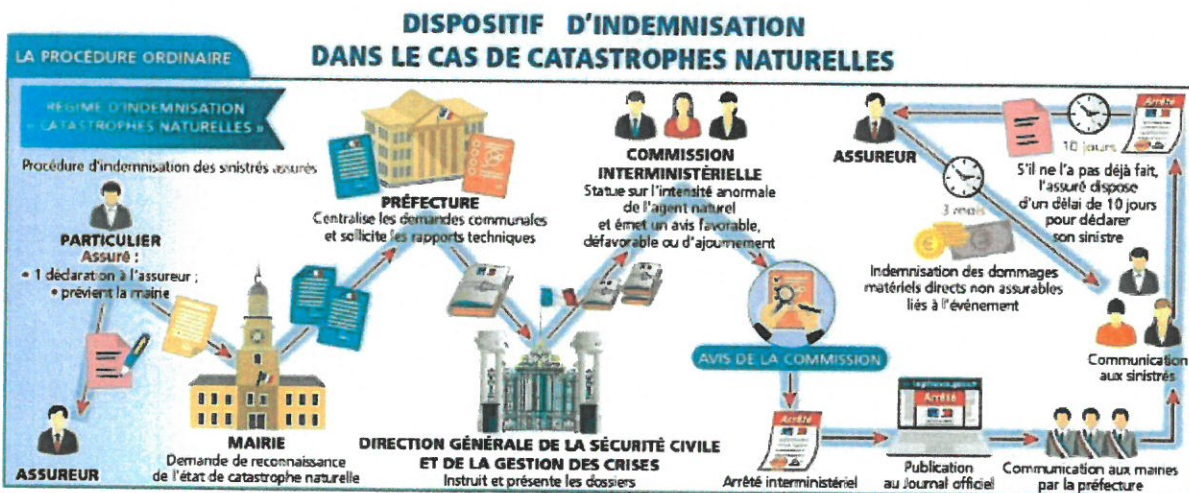 DISPOSITIF D'INDEMNISATION
DANS LE CAS DE CATASTROPHES NATURELLES
LA PROCÉDURE ORDINAIRE
RÉGIME D'INDEMNISATION
« CATASTROPHES NATURELLES »
Procédure d'indemnisation des sinistrés assurés
PARTICULIER
Assuré :
• 1 déclaration à l'assureur ;
• prévient la mairie
ASSUREUR
MAIRIE
Demande de reconnaissance
de l'état de catastrophe naturelle
PRÉFECTURE
Centralise les demandes communales
et sollicite les rapports techniques
DIRECTION GÉNÉRALE DE LA SÉCURITÉ CIVILE
ET DE LA GESTION DES CRISES
Instruit et présente les dossiers
COMMISSION
INTERMINISTÉRIELLE
Statue sur l'intensité anormale
de l'agent naturel
et émet un avis favorable,
défavorable ou d'ajournement
AVIS DE LA COMMISSION
Arrêté
Arrêté interministériel
Arrêté
Publication
au Journal officiel
Communication aux mairies
par la préfecture
Communication
aux sinistrés
Arrêté
10 jours
S'il ne l'a pas déjà fait,
l'assuré dispose
d'un délai de 10 jours
pour déclarer
son sinistre
ASSUREUR
3 mois
Indemnisation des dommages
matériels directs non assurables
liés à l'événement